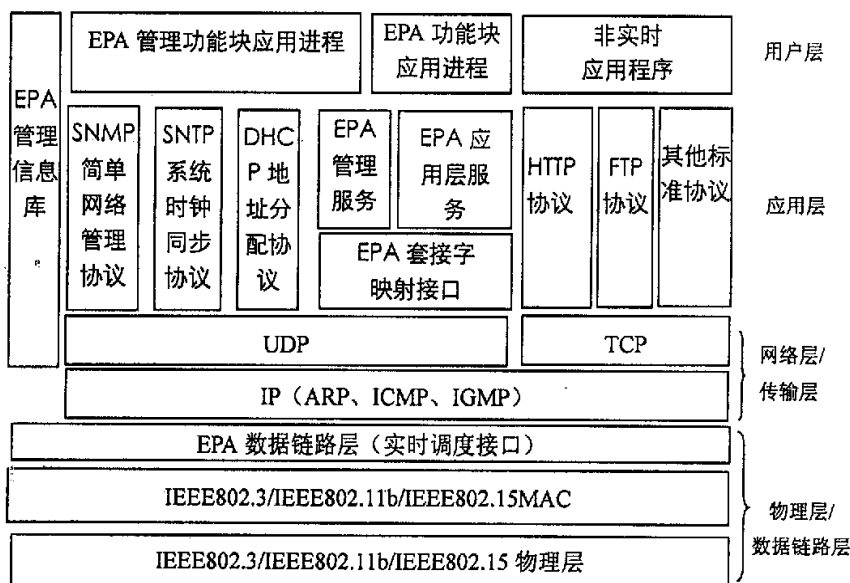 EPA
管理
信息
库
EPA 管理功能块应用进程
EPA 功能块
应用进程
非实时
应用程序
用户层
SNMP
简单
网络
管理
协议
SNTP
系统
时钟
同步
协议
DHC
P 地
址分
配协
议
EPA
管理
服务
EPA 应
用层服
务
EPA 套接字
映射接口
HTTP
协议
FTP
协议
其他标
准协议
应用层
UDP
TCP
IP（ARP、ICMP、IGMP）
网络层/
传输层
EPA 数据链路层（实时调度接口）
IEEE802.3/IEEE802.11b/IEEE802.15MAC
IEEE802.3/IEEE802.11b/IEEE802.15 物理层
物理层/
数据链路层